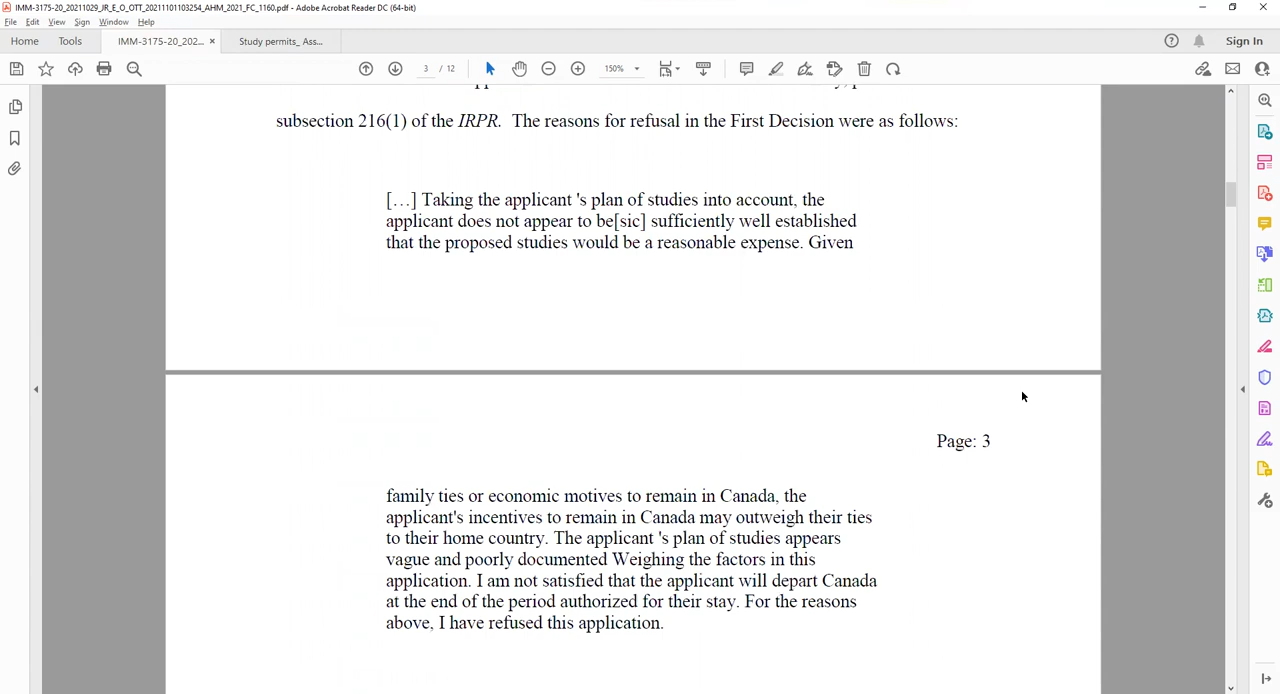 IMM-3175-20_20211029_JR_E_O_OTT_20211101103254_AHM_2021_FC_1160.pdf - Adobe Acrobat Reader DC (64-bit)
File Edit View Sign Window Help
Home Tools IMM-3175-20_202... × Study permits_ Ass... Sign In
3 / 12 150%
subsection 216(1) of the IRPR. The reasons for refusal in the First Decision were as follows:
[…] Taking the applicant 's plan of studies into account, the
applicant does not appear to be[sic] sufficiently well established
that the proposed studies would be a reasonable expense. Given
Page: 3
family ties or economic motives to remain in Canada, the
applicant's incentives to remain in Canada may outweigh their ties
to their home country. The applicant 's plan of studies appears
vague and poorly documented Weighing the factors in this
application. I am not satisfied that the applicant will depart Canada
at the end of the period authorized for their stay. For the reasons
above, I have refused this application.